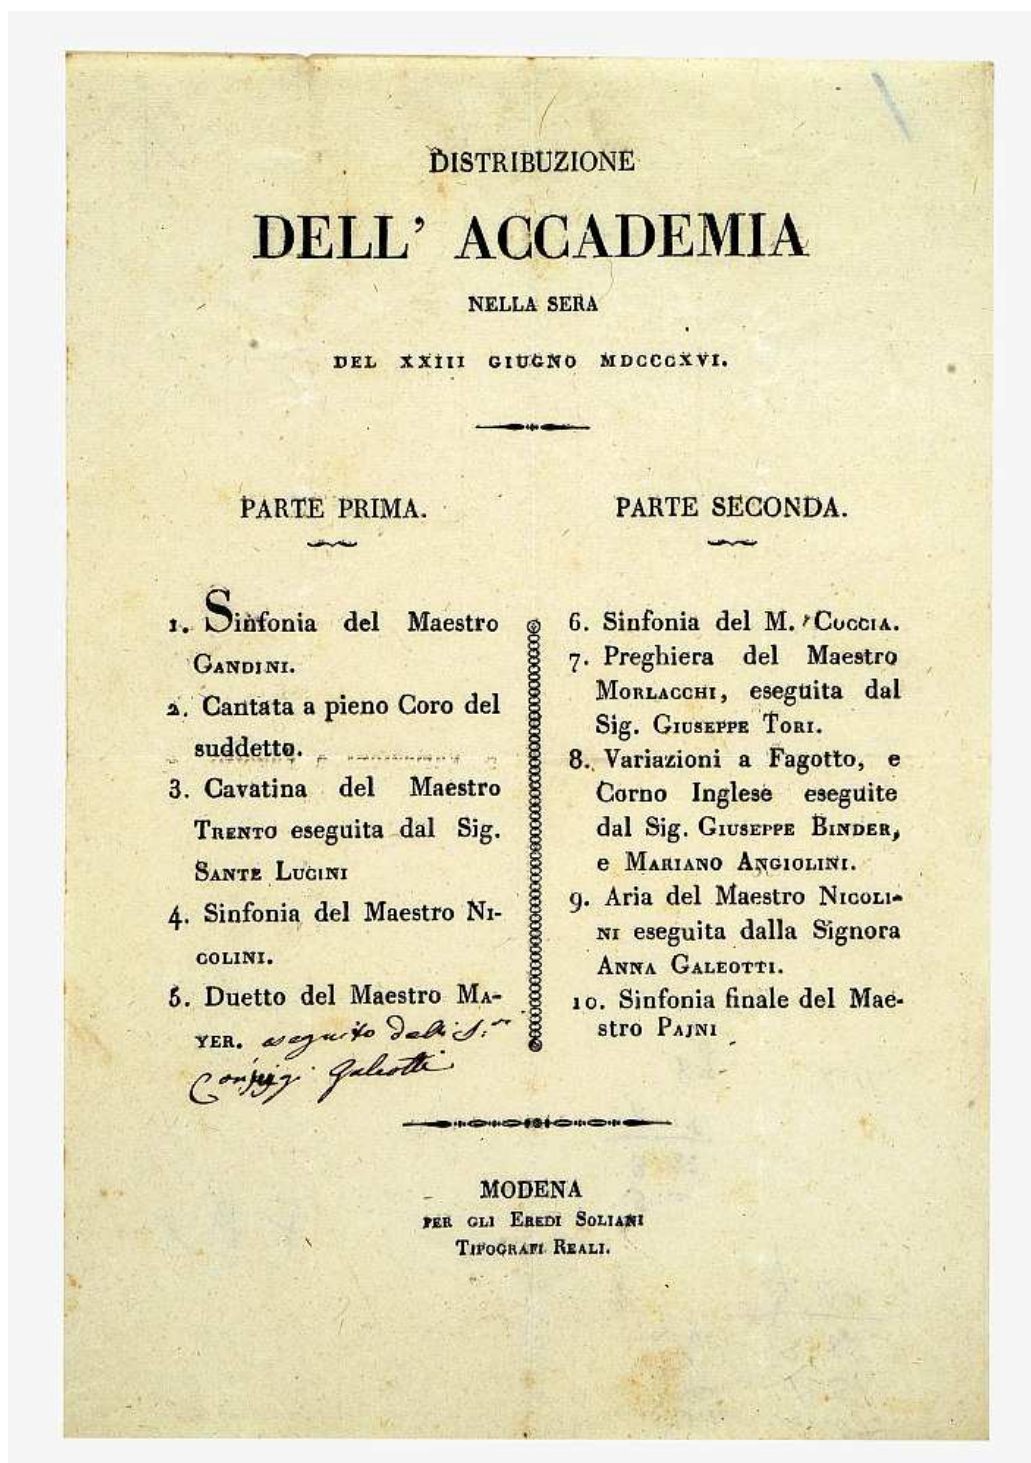 DISTRIBUZIONE
DELL' ACCADEMIA
NELLA SERA
DEL XXIII GIUGNO MDCCCXVI.
PARTE PRIMA.
1. Sinfonia del Maestro
GANDINI.
2. Cantata a pieno Coro del
suddetto.
3. Cavatina del Maestro
TRENTO eseguita dal Sig.
SANTE LUCINI
4. Sinfonia del Maestro NI-
COLINI.
5. Duetto del Maestro MA-
YER. eseguito dalli S:ri
Galeotti
PARTE SECONDA.
6. Sinfonia del M. COCCIA.
7. Preghiera del Maestro
MORLACCHI, eseguita dal
Sig. GIUSEPPE TORI.
8. Variazioni a Fagotto, e
Corno Inglese eseguite
dal Sig. GIUSEPPE BINDER,
e MARIANO ANGIOLINI.
9. Aria del Maestro NICOLI-
NI eseguita dalla Signora
ANNA GALEOTTI.
10. Sinfonia finale del Mae-
stro PAJNI
MODENA
PER GLI EREDI SOLIANI
TIPOGRAFI REALI.